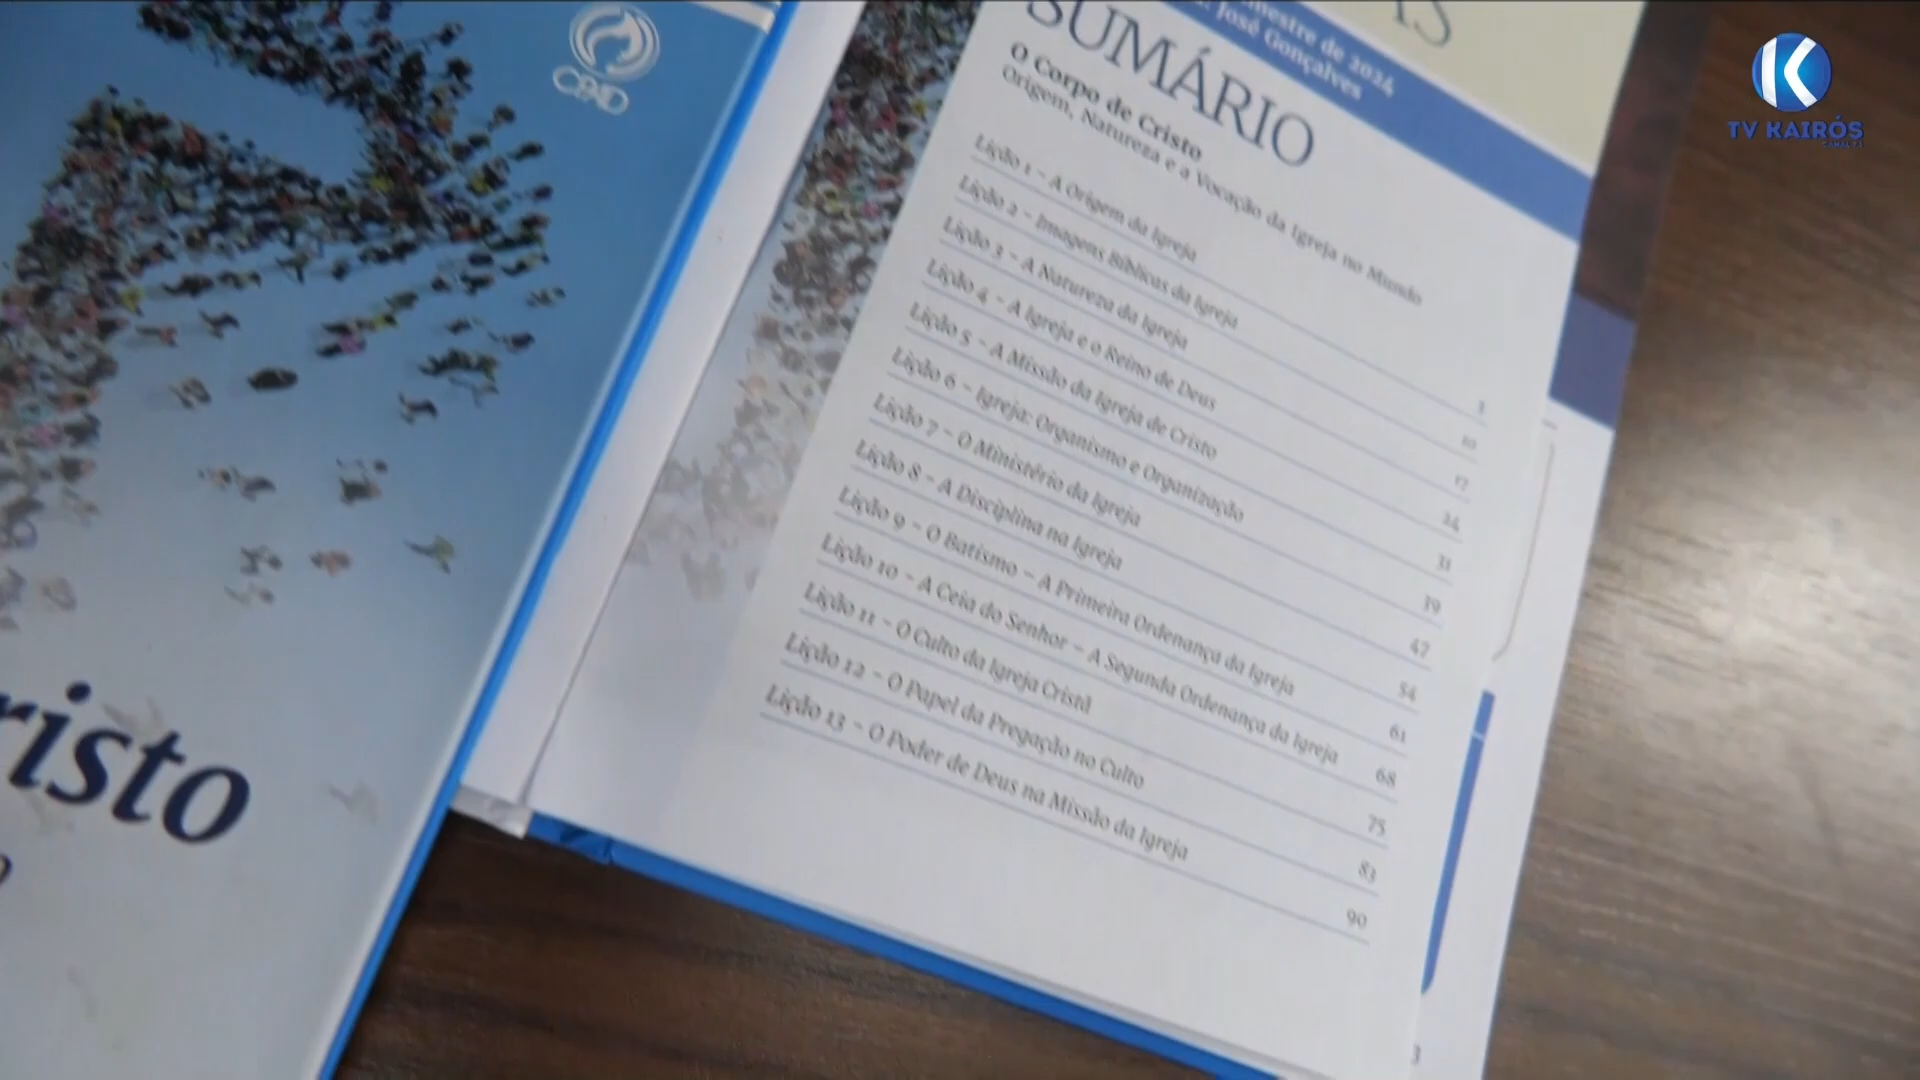 CPAD
risto
TV KAIRÓS
AS
mestre de 2024
José Gonçalves
SUMÁRIO
O Corpo de Cristo
Origem, Natureza e a Vocação da Igreja no Mundo
Lição 1 - A Origem da Igreja 3
Lição 2 - Imagens Bíblicas da Igreja 10
Lição 3 - A Natureza da Igreja 17
Lição 4 - A Igreja e o Reino de Deus 24
Lição 5 - A Missão da Igreja de Cristo 31
Lição 6 - Igreja: Organismo e Organização 39
Lição 7 - O Ministério da Igreja 47
Lição 8 - A Disciplina na Igreja 54
Lição 9 - O Batismo - A Primeira Ordenança da Igreja 61
Lição 10 - A Ceia do Senhor - A Segunda Ordenança da Igreja 68
Lição 11 - O Culto da Igreja Cristã 75
Lição 12 - O Papel da Pregação no Culto 83
Lição 13 - O Poder de Deus na Missão da Igreja 90